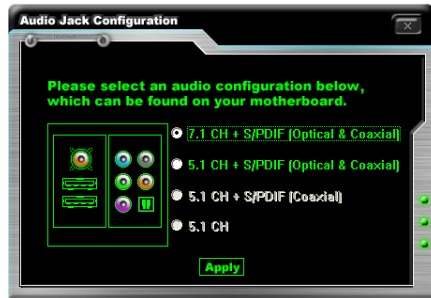 Audio Jack Configuration
Please select an audio configuration below,
which can be found on your motherboard.
7.1 CH + S/PDIF (Optical & Coaxial)
5.1 CH + S/PDIF (Optical & Coaxial)
5.1 CH + S/PDIF (Coaxial)
5.1 CH
Apply